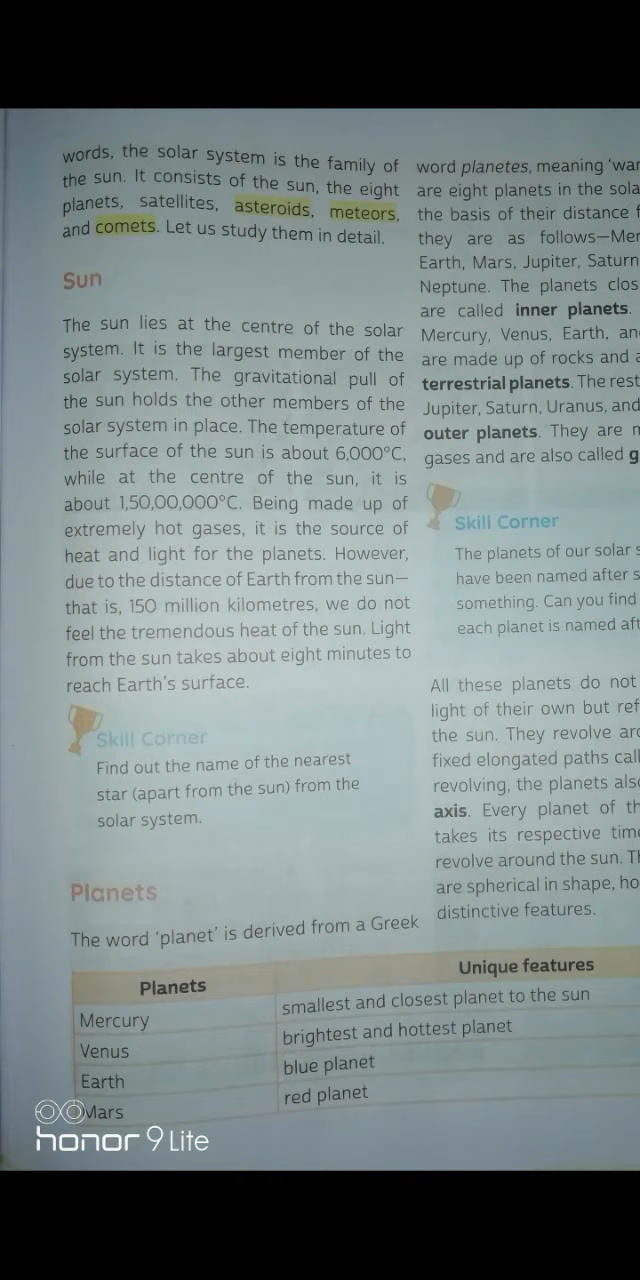 words, the solar system is the family of
the sun. It consists of the sun, the eight
planets, satellites, asteroids, meteors,
and comets. Let us study them in detail.
Sun
The sun lies at the centre of the solar
system. It is the largest member of the
solar system. The gravitational pull of
the sun holds the other members of the
solar system in place. The temperature of
the surface of the sun is about 6,000°C,
while at the centre of the sun, it is
about 1,50,00,000°C. Being made up of
extremely hot gases, it is the source of
heat and light for the planets. However,
due to the distance of Earth from the sun—
that is, 150 million kilometres, we do not
feel the tremendous heat of the sun. Light
from the sun takes about eight minutes to
reach Earth's surface.
Skill Corner
Find out the name of the nearest
star (apart from the sun) from the
solar system.
Planets
The word 'planet' is derived from a Greek
word planetes, meaning
are eight planets in the
the basis of their distance
they are as follows—
Earth, Mars, Jupiter, Saturn
Neptune. The planets
are called inner planets.
Mercury, Venus, Earth,
are made up of rocks and
terrestrial planets. The rest
Jupiter, Saturn, Uranus, and
outer planets. They are
gases and are also called
Skill Corner
The planets of our solar
have been named after
something. Can you find
each planet is named
All these planets do not
light of their own but
the sun. They revolve
fixed elongated paths
revolving, the planets
axis. Every planet of
takes its respective
revolve around the sun.
are spherical in shape,
distinctive features.
Planets Unique features
Mercury smallest and closest planet to the sun
Venus brightest and hottest planet
Earth blue planet
Mars red planet
honor 9 Lite